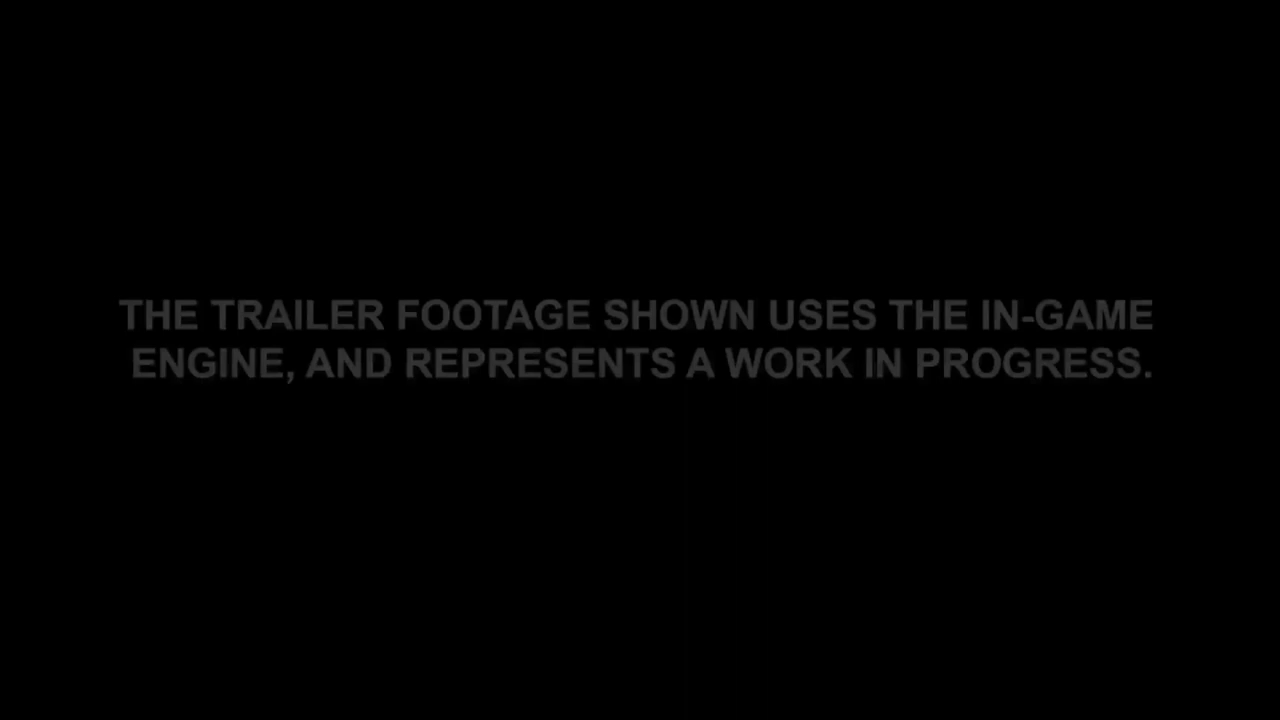 THE TRAILER FOOTAGE SHOWN USES THE IN-GAME
ENGINE, AND REPRESENTS A WORK IN PROGRESS.